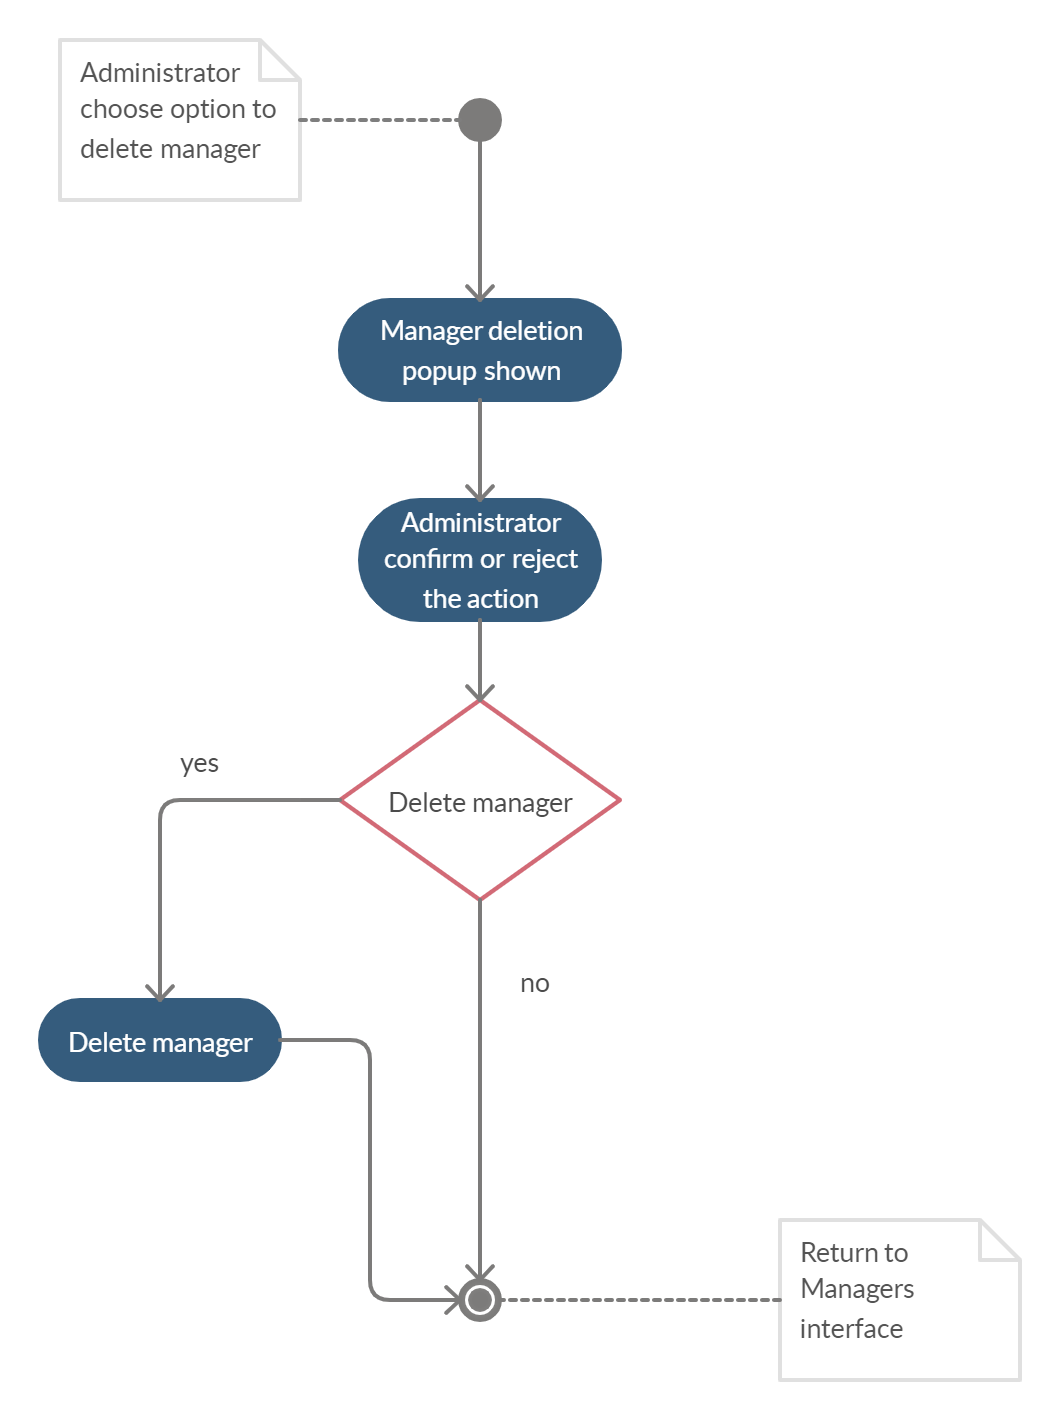 Administrator
choose option to
delete manager
Manager deletion
popup shown
Administrator
confirm or reject
the action
Delete manager
yes
no
Delete manager
Return to
Managers
interface